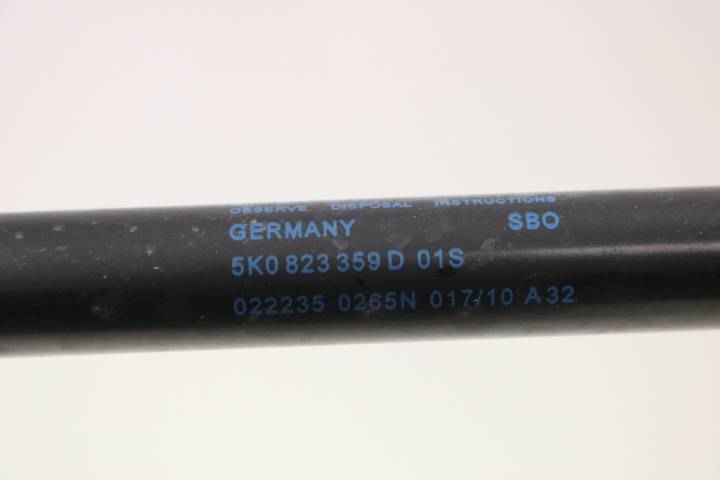 OBSERVE DISPOSAL INSTRUCTIONS
GERMANY SBO
5K0 823 359 D 01S
022235 0265N 017/10 A32